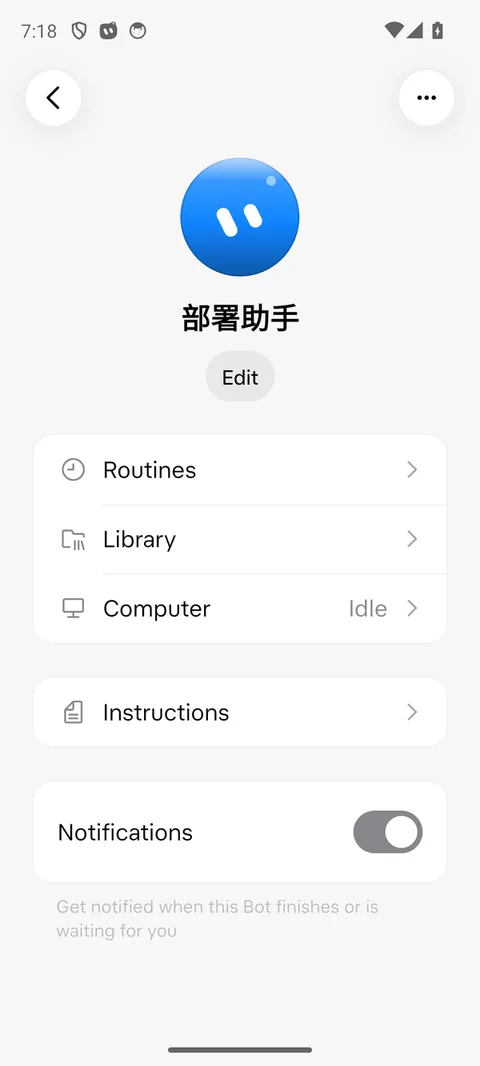 7:18
部署助手
Edit
Routines
Library
Computer
Idle
Instructions
Notifications
Get notified when this Bot finishes or is
waiting for you